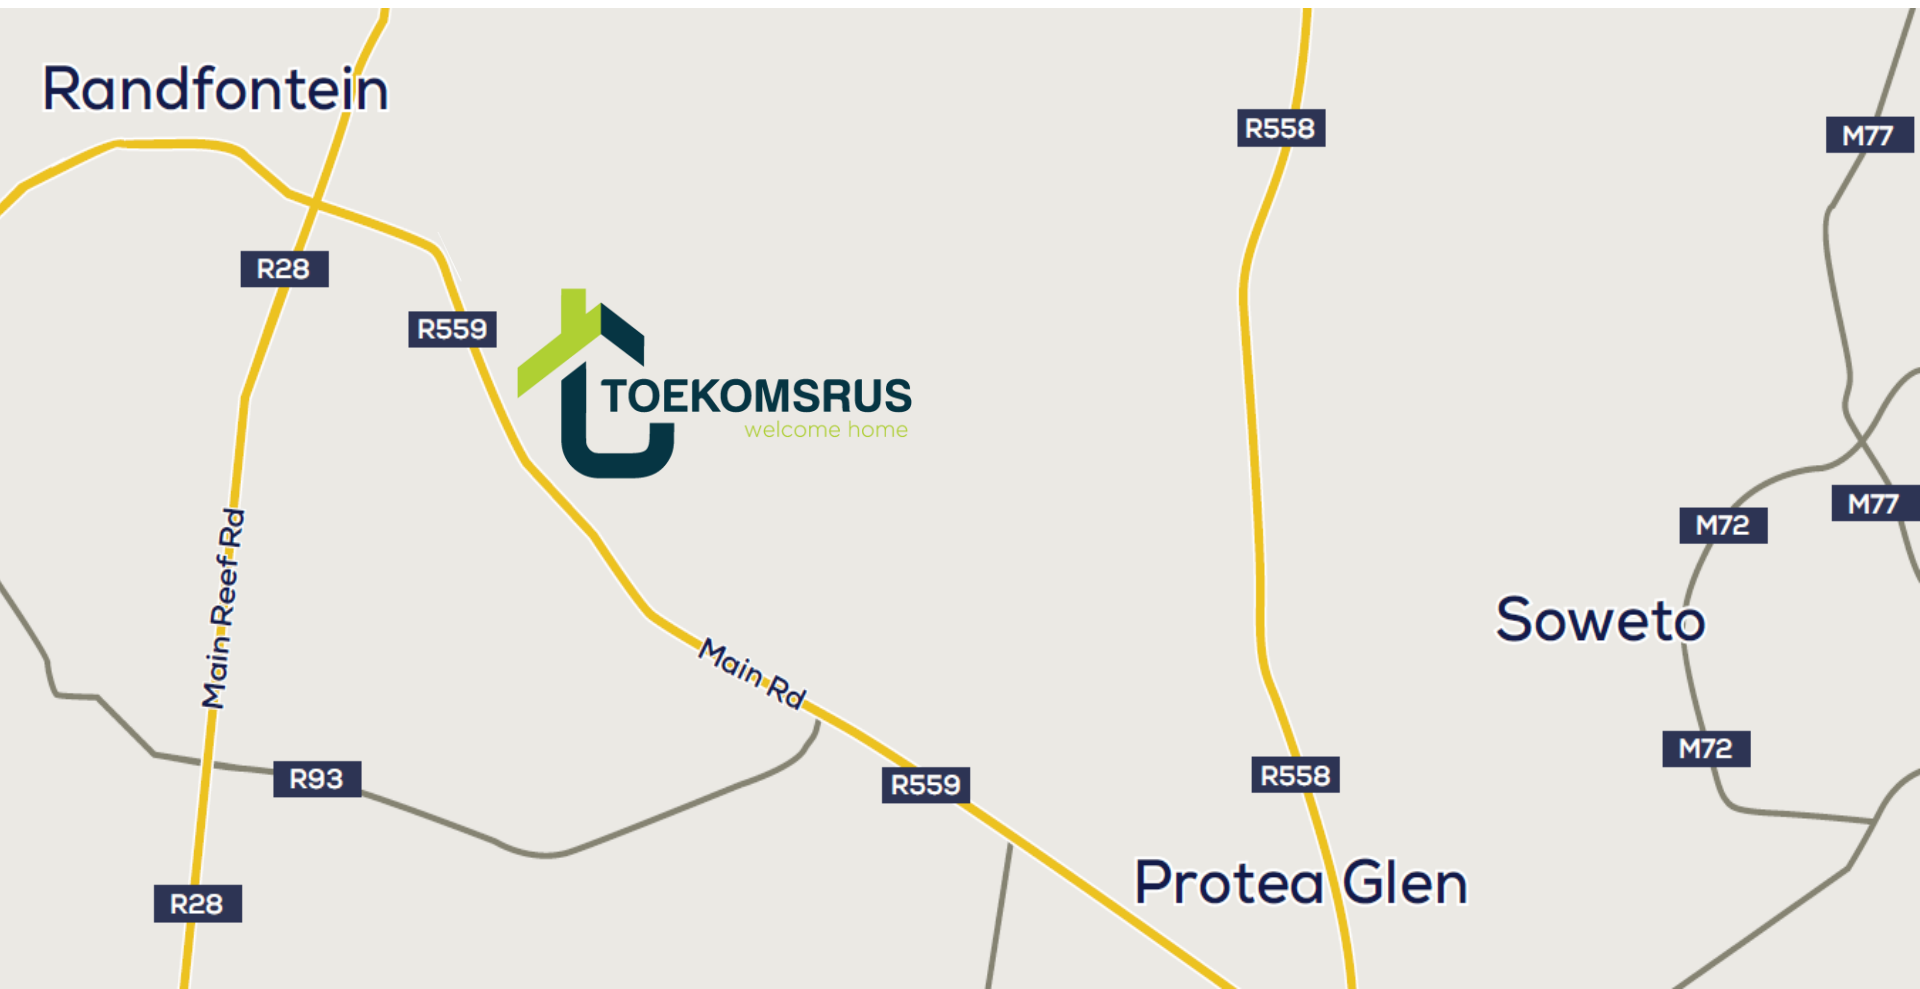 Randfontein
R558
M77
R28
R559
TOEKOMSRUS
welcome home
M77
M72
Main Reef Rd
Soweto
Main Rd
M72
R93
R559
R558
Protea Glen
R28